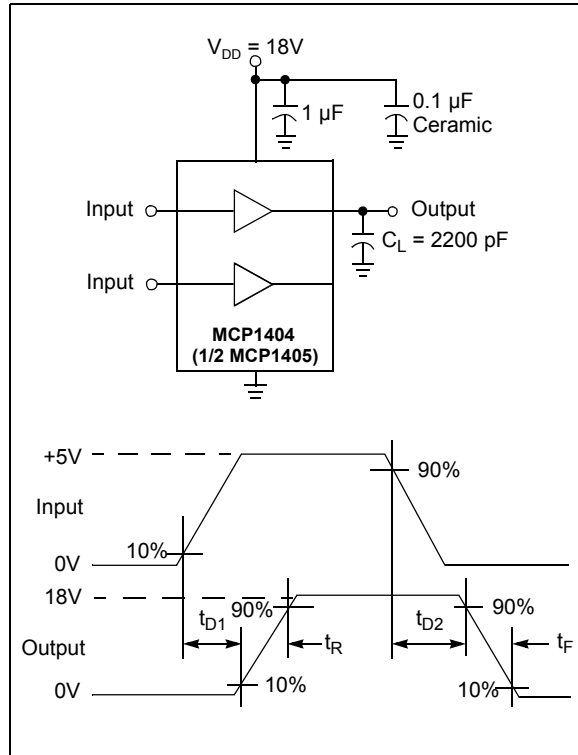 V_DD = 18V
1 µF
0.1 µF
Ceramic
Input
Output
C_L = 2200 pF
Input
MCP1404
(1/2 MCP1405)
+5V
90%
Input
10%
0V
18V
90%
t_D1
t_R
t_D2
90%
t_F
Output
10%
10%
0V